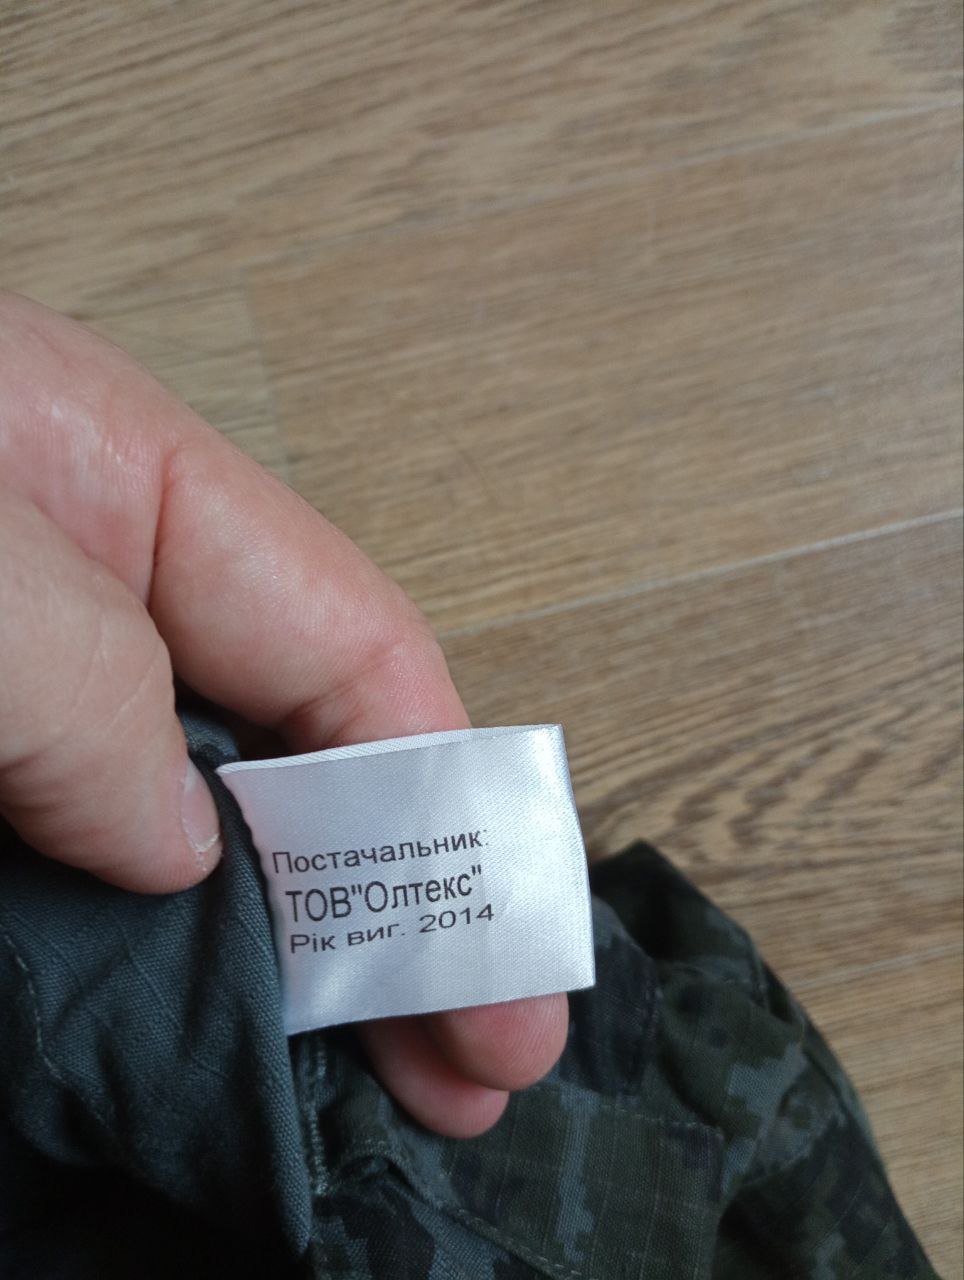 Постачальник:
ТОВ"Олтекс"
Рік виг. 2014